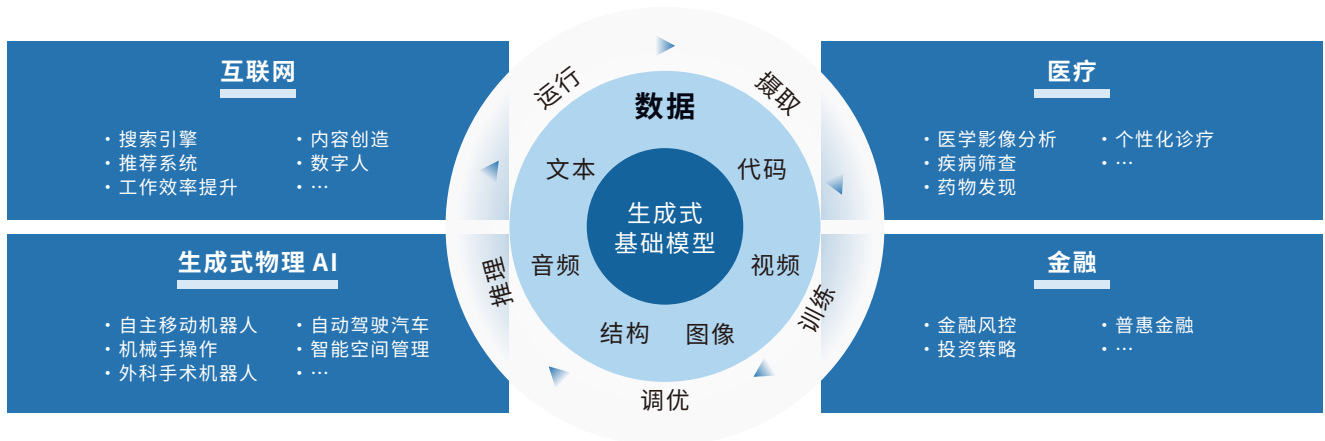 互联网
• 搜索引擎
• 推荐系统
• 工作效率提升
• 内容创造
• 数字人
• …
生成式物理 AI
• 自主移动机器人
• 机械手操作
• 外科手术机器人
• 自动驾驶汽车
• 智能空间管理
• …
运行
摄取
训练
调优
推理
数据
文本
代码
音频
视频
结构
图像
生成式
基础模型
医疗
• 医学影像分析
• 疾病筛查
• 药物发现
• 个性化诊疗
• …
金融
• 金融风控
• 投资策略
• 普惠金融
• …